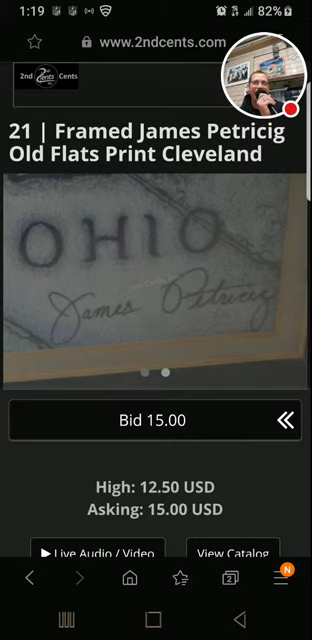 1:19
82%
www.2ndcents.com
2nd Cents
21 | Framed James Petricig
Old Flats Print Cleveland
OHIO
James Petricig
Bid 15.00
High: 12.50 USD
Asking: 15.00 USD
Live Audio / Video
View Catalog
2
N